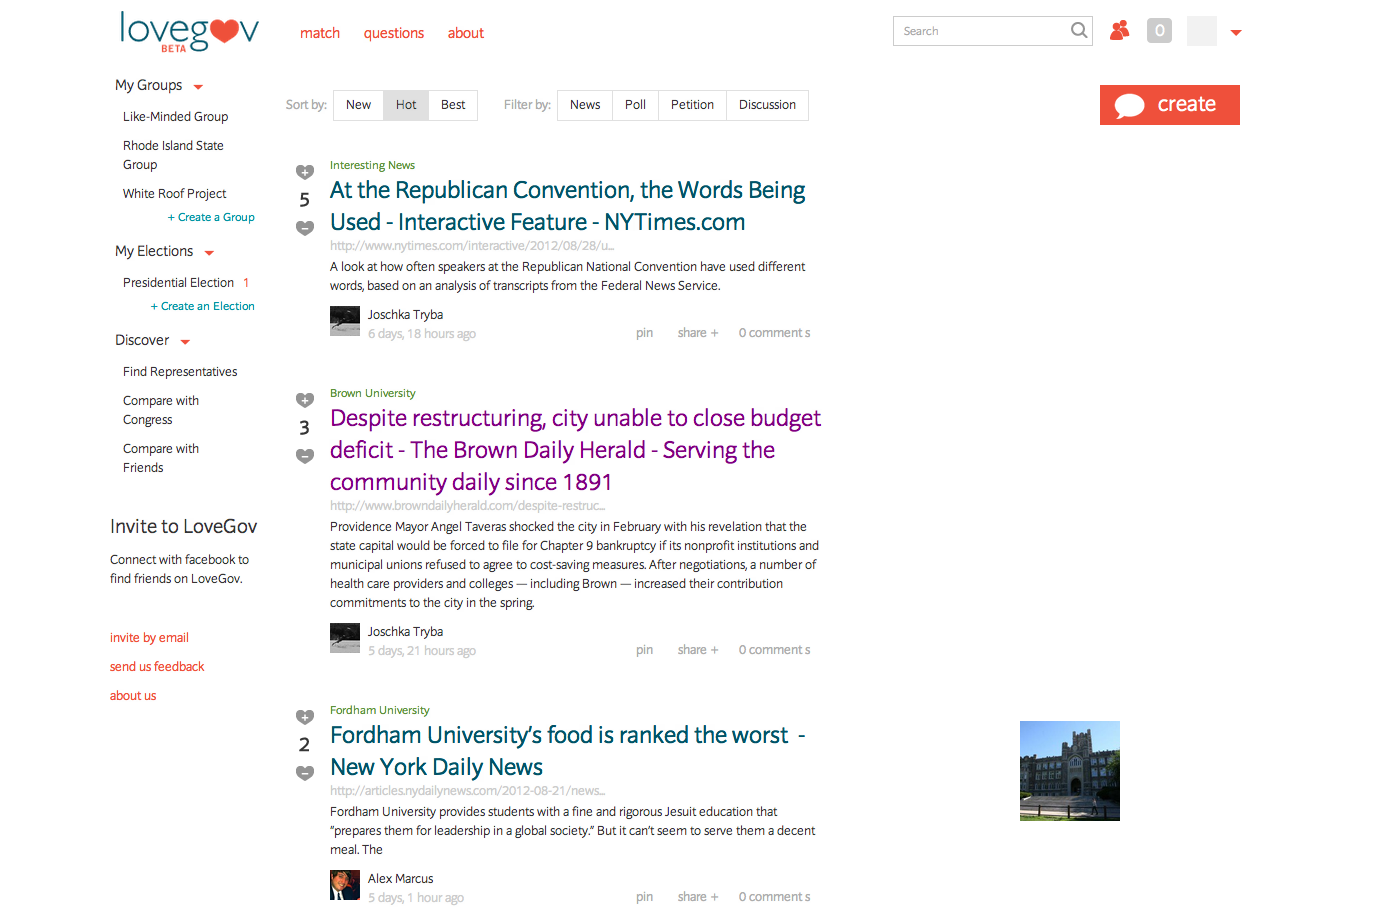 lovegov
BETA
match questions about
Search
0
My Groups
Like-Minded Group
Rhode Island State
Group
White Roof Project
+ Create a Group
My Elections
Presidential Election 1
+ Create an Election
Discover
Find Representatives
Compare with
Congress
Compare with
Friends
Invite to LoveGov
Connect with facebook to
find friends on LoveGov.
invite by email
send us feedback
about us
Sort by: New Hot Best Filter by: News Poll Petition Discussion
create
Interesting News
5
At the Republican Convention, the Words Being
Used - Interactive Feature - NYTimes.com
http://www.nytimes.com/interactive/2012/08/28/u...
A look at how often speakers at the Republican National Convention have used different
words, based on an analysis of transcripts from the Federal News Service.
Joschka Tryba
6 days, 18 hours ago pin share + 0 comment s
Brown University
3
Despite restructuring, city unable to close budget
deficit - The Brown Daily Herald - Serving the
community daily since 1891
http://www.browndailyherald.com/despite-restruc...
Providence Mayor Angel Taveras shocked the city in February with his revelation that the
state capital would be forced to file for Chapter 9 bankruptcy if its nonprofit institutions and
municipal unions refused to agree to cost-saving measures. After negotiations, a number of
health care providers and colleges — including Brown — increased their contribution
commitments to the city in the spring.
Joschka Tryba
5 days, 21 hours ago pin share + 0 comment s
Fordham University
2
Fordham University's food is ranked the worst -
New York Daily News
http://articles.nydailynews.com/2012-08-21/news...
Fordham University provides students with a fine and rigorous Jesuit education that
"prepares them for leadership in a global society." But it can't seem to serve them a decent
meal. The
Alex Marcus
5 days, 1 hour ago pin share + 0 comment s